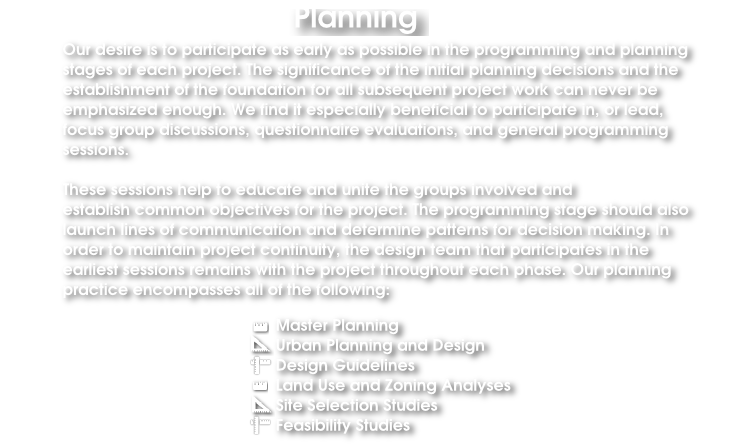 Planning
Our desire is to participate as early as possible in the programming and planning
stages of each project. The significance of the initial planning decisions and the
establishment of the foundation for all subsequent project work can never be
emphasized enough. We find it especially beneficial to participate in, or lead,
focus group discussions, questionnaire evaluations, and general programming
sessions.
These sessions help to educate and unite the groups involved and
establish common objectives for the project. The programming stage should also
launch lines of communication and determine patterns for decision making. In
order to maintain project continuity, the design team that participates in the
earliest sessions remains with the project throughout each phase. Our planning
practice encompasses all of the following:
Master Planning
Urban Planning and Design
Design Guidelines
Land Use and Zoning Analyses
Site Selection Studies
Feasibility Studies